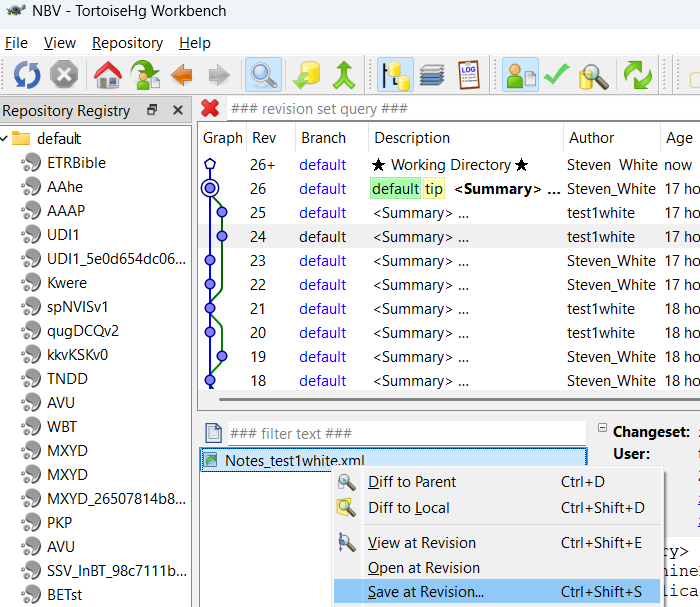 NBV - TortoiseHg Workbench
File View Repository Help
LOG
Repository Registry
### revision set query ###
default
ETRBible
AAhe
AAAP
UDI1
UDI1_5e0d654dc06...
Kwere
spNVISv1
qugDCQv2
kkvKSKv0
TNDD
AVU
WBT
MXYD
MXYD
MXYD_26507814b8...
PKP
AVU
SSV_InBT_98c7111b...
BETst
Graph Rev Branch Description Author Age
26+ default ★ Working Directory ★ Steven White now
26 default default tip <Summary> ... Steven_White 17 ho
25 default <Summary> ... test1white 17 ho
24 default <Summary> ... test1white 17 ho
23 default <Summary> ... Steven_White 17 ho
22 default <Summary> ... Steven_White 17 ho
21 default <Summary> ... test1white 18 ho
20 default <Summary> ... test1white 18 ho
19 default <Summary> ... Steven_White 18 ho
18 default <Summary> ... Steven_White 18 ho
### filter text ###
Notes_test1white.xml
Changeset:
User:
Diff to Parent Ctrl+D
Diff to Local Ctrl+Shift+D
View at Revision Ctrl+Shift+E
Open at Revision
Save at Revision... Ctrl+Shift+S